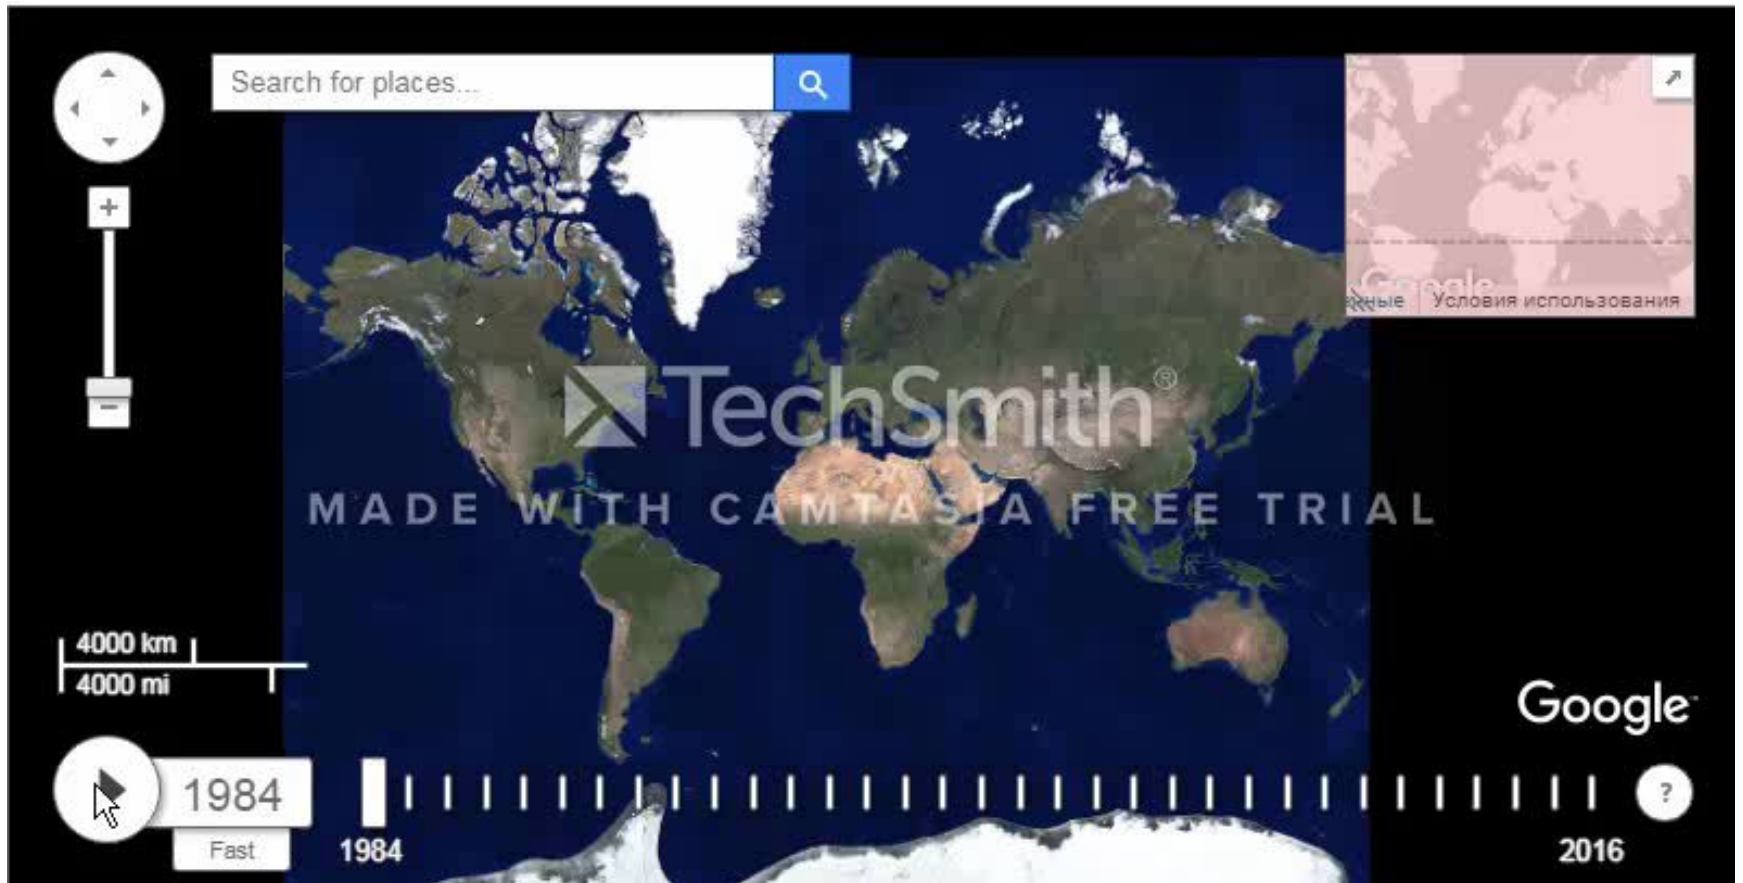 Search for places...
Google
Условия использования
TechSmith®
MADE WITH CAMTASIA FREE TRIAL
4000 km
4000 mi
Google
1984
Fast
1984
2016
?